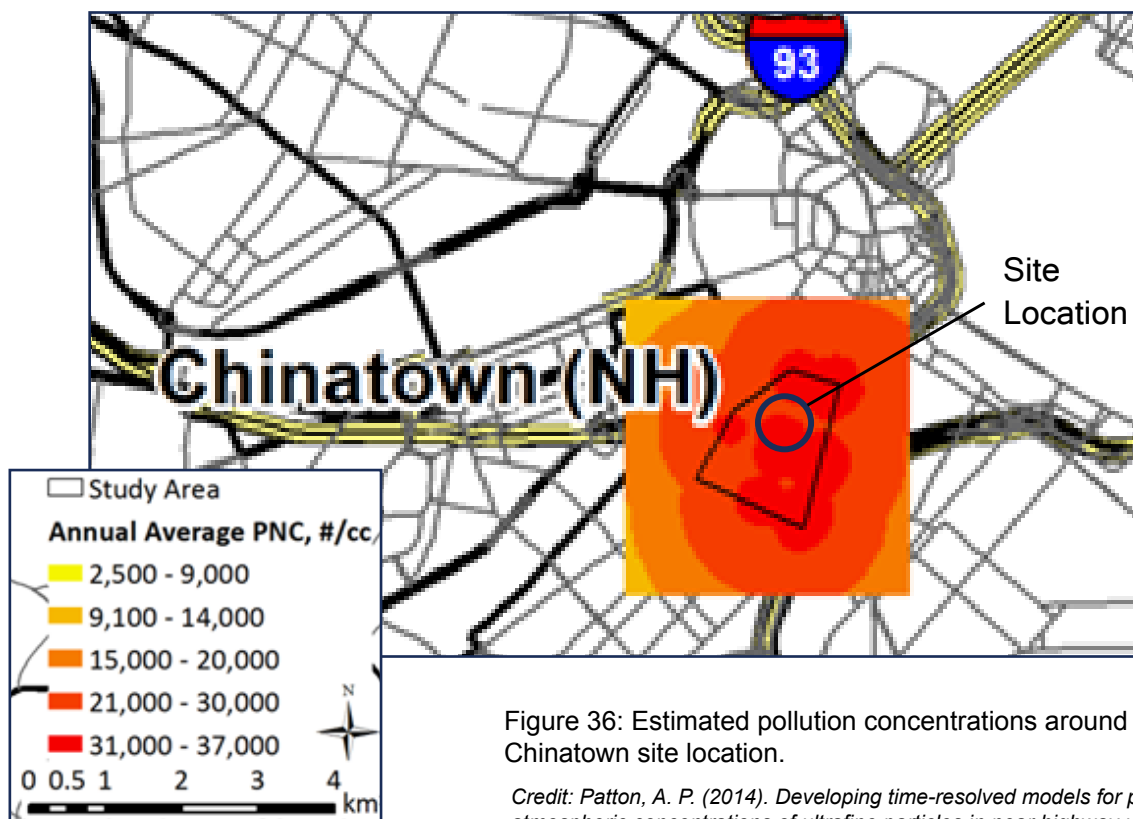 93
Site
Location
Chinatown (NH)
Study Area
Annual Average PNC, #/cc
2,500 - 9,000
9,100 - 14,000
15,000 - 20,000
21,000 - 30,000
31,000 - 37,000
N
0 0.5 1 2 3 4
km
Figure 36: Estimated pollution concentrations around
Chinatown site location.
Credit: Patton, A. P. (2014). Developing time-resolved models for p